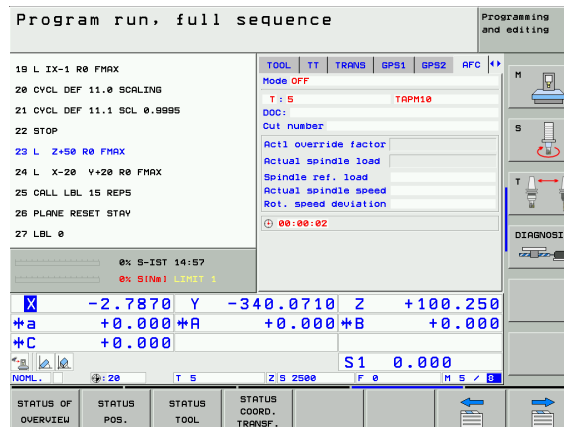 Program run, full sequence
Programming and editing
19 L IX-1 R0 FMAX
20 CYCL DEF 11.0 SCALING
21 CYCL DEF 11.1 SCL 0.9995
22 STOP
23 L Z+50 R0 FMAX
24 L X-20 Y+20 R0 FMAX
25 CALL LBL 15 REP5
26 PLANE RESET STAY
27 LBL 0
0% S-IST 14:57
0% S[Nm] LIMIT 1
TOOL TT TRANS GPS1 GPS2 AFC
Mode OFF
T : 5 TAPM10
DOC:
Cut number
Actl override factor
Actual spindle load
Spindle ref. load
Actual spindle speed
Rot. speed deviation
00:00:02
M
S
T
DIAGNOSI
X -2.7870 Y -340.0710 Z +100.250
a +0.000 A +0.000 B +0.000
C +0.000
S1 0.000
NOML. : 20 T 5 Z S 2500 F 0 M 5 / 8
STATUS OF OVERVIEW
STATUS POS.
STATUS TOOL
STATUS COORD. TRANSF.